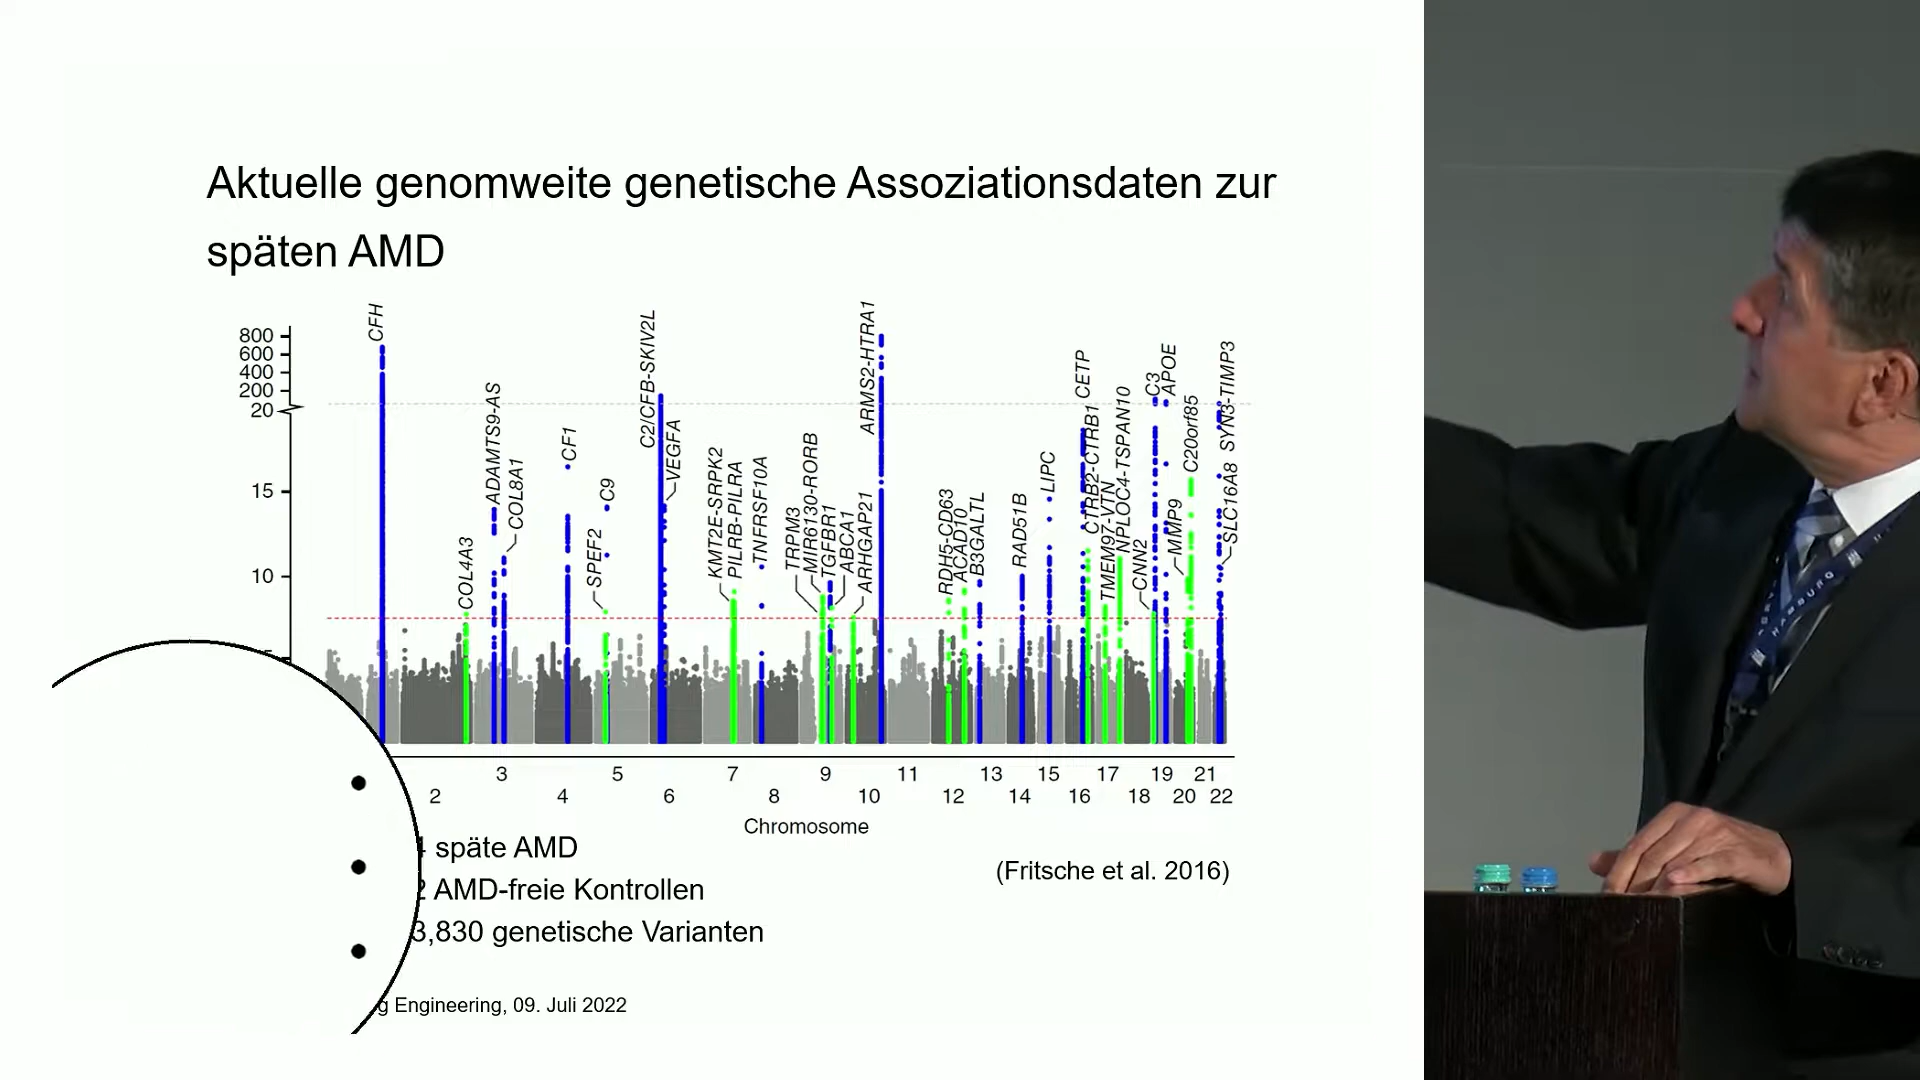 Aktuelle genomweite genetische Assoziationsdaten zur
späten AMD
CFH
COL4A3
ADAMTS9-AS
COL8A1
CF1
SPEF2
C9
C2/CFB-SKIV2L
VEGFA
KMT2E-SRPK2
PILRB-PILRA
TNFRSF10A
TRPM3
MIR6130-RORB
TGFBR1
ABCA1
ARHGAP21
ARMS2-HTRA1
RDH5-CD63
ACAD10
B3GALTL
RAD51B
LIPC
CETP
CTRB2-CTRB1
TMEM97-VTN
NPLOC4-TSPAN10
CNN2
C3
APOE
MMP9
C20orf85
SYN3-TIMP3
SLC16A8
800
600
400
200
20
15
10
3 5 7 9 11 13 15 17 19 21
2 4 6 8 10 12 14 16 18 20 22
Chromosome
späte AMD
(Fritsche et al. 2016)
AMD-freie Kontrollen
3,830 genetische Varianten
Engineering, 09. Juli 2022
HAMBURG